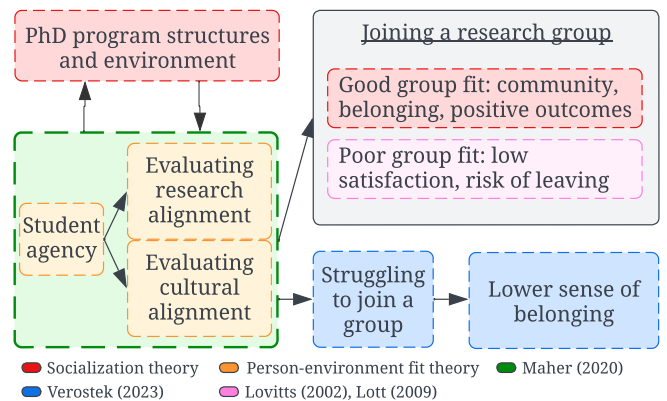 PhD program structures
and environment
Joining a research group
Good group fit: community,
belonging, positive outcomes
Poor group fit: low
satisfaction, risk of leaving
Evaluating
research
alignment
Student
agency
Evaluating
cultural
alignment
Struggling
to join a
group
Lower sense of
belonging
Socialization theory
Person-environment fit theory
Maher (2020)
Verostek (2023)
Lovitts (2002), Lott (2009)